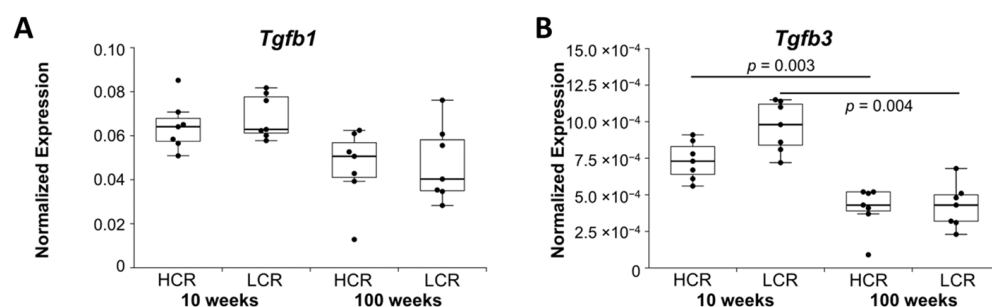 A
Tgfb1
Normalized Expression
0.10
0.08
0.06
0.04
0.02
0
HCR
LCR
HCR
LCR
10 weeks
100 weeks
B
Tgfb3
Normalized Expression
15.0 ×10⁻⁴
12.5 ×10⁻⁴
10.0 ×10⁻⁴
7.5 ×10⁻⁴
5.0 ×10⁻⁴
2.5 ×10⁻⁴
0
p = 0.003
p = 0.004
HCR
LCR
HCR
LCR
10 weeks
100 weeks